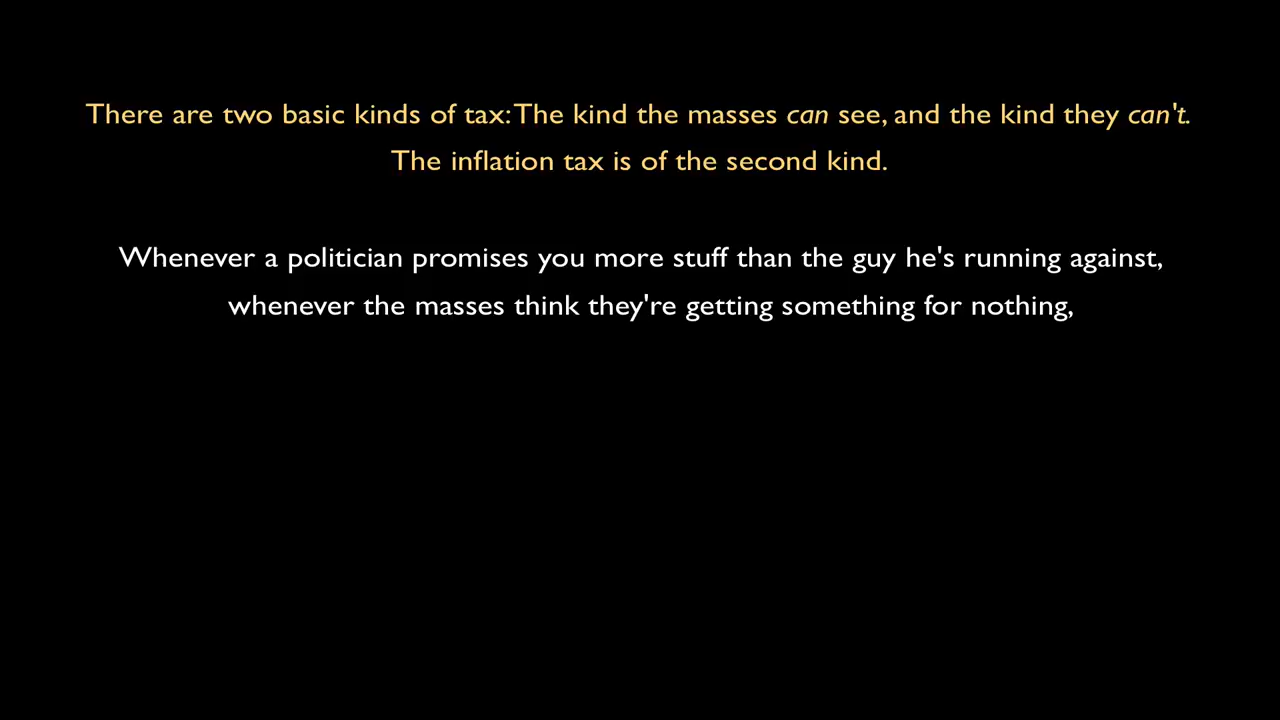 There are two basic kinds of tax: The kind the masses can see, and the kind they can't.
The inflation tax is of the second kind.
Whenever a politician promises you more stuff than the guy he's running against,
whenever the masses think they're getting something for nothing,